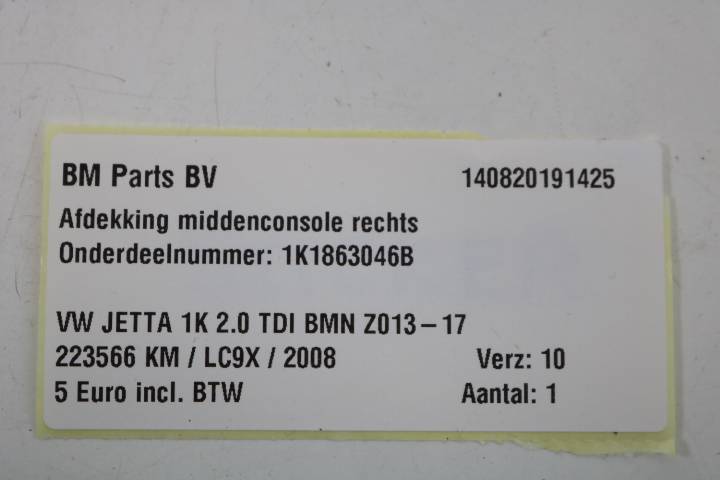 BM Parts BV 140820191425
Afdekking middenconsole rechts
Onderdeelnummer: 1K1863046B
VW JETTA 1K 2.0 TDI BMN Z013-17
223566 KM / LC9X / 2008 Verz: 10
5 Euro incl. BTW Aantal: 1